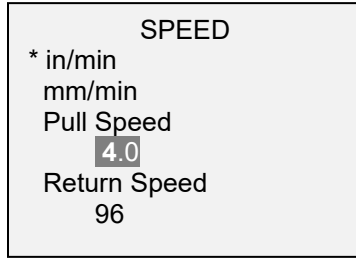 SPEED
* in/min
mm/min
Pull Speed
4.0
Return Speed
96